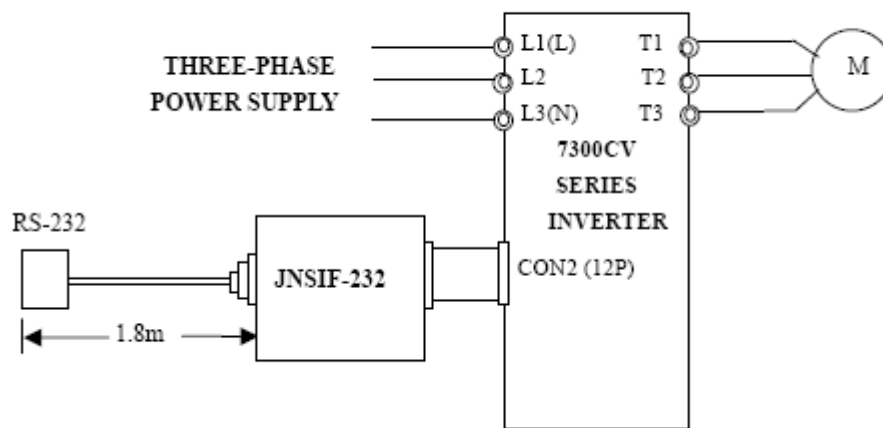 THREE-PHASE
POWER SUPPLY
L1(L)
L2
L3(N)
T1
T2
T3
M
7300CV
SERIES
INVERTER
RS-232
JNSIF-232
CON2 (12P)
1.8m